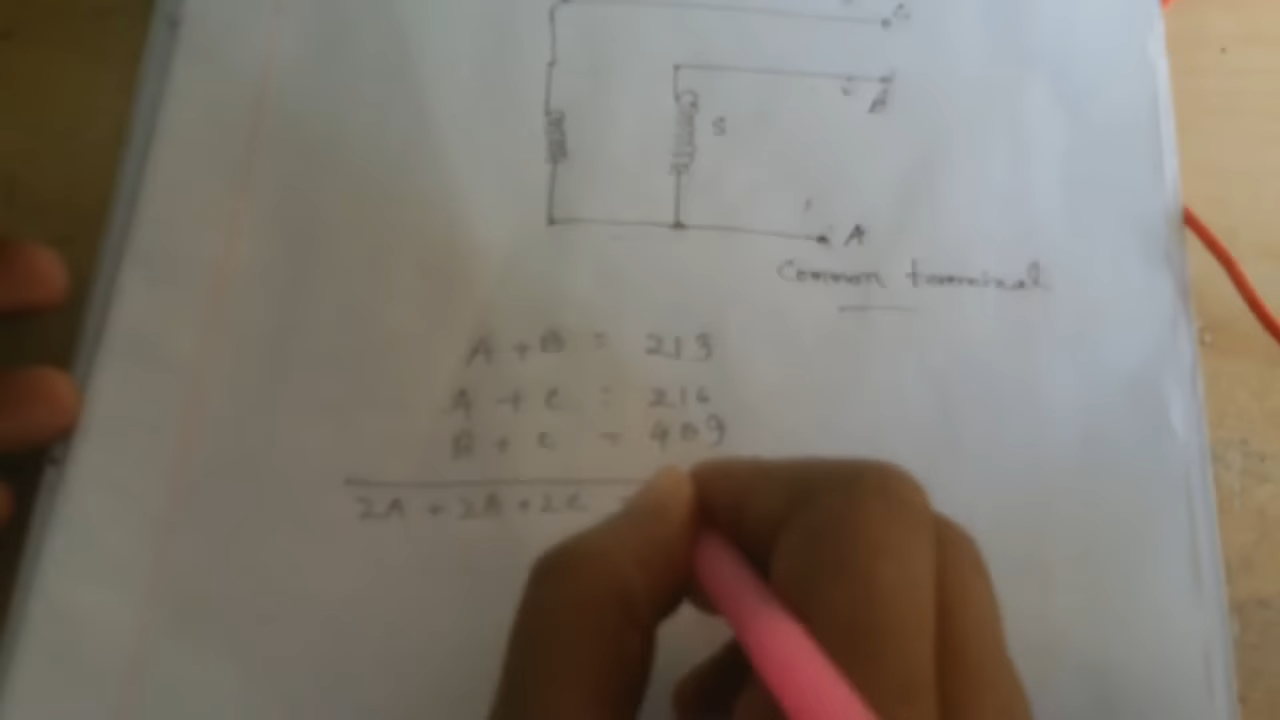 C
B
S
A
Common terminal
A + B = 219
A + C = 216
B + C = 409
2A + 2B + 2C =